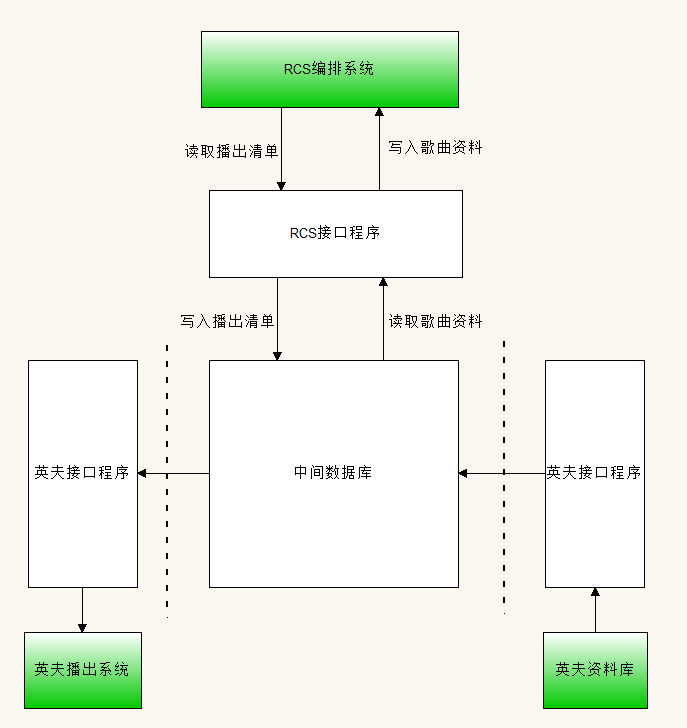 RCS编排系统
读取播出清单
写入歌曲资料
RCS接口程序
写入播出清单
读取歌曲资料
英夫接口程序
中间数据库
英夫接口程序
英夫播出系统
英夫资料库